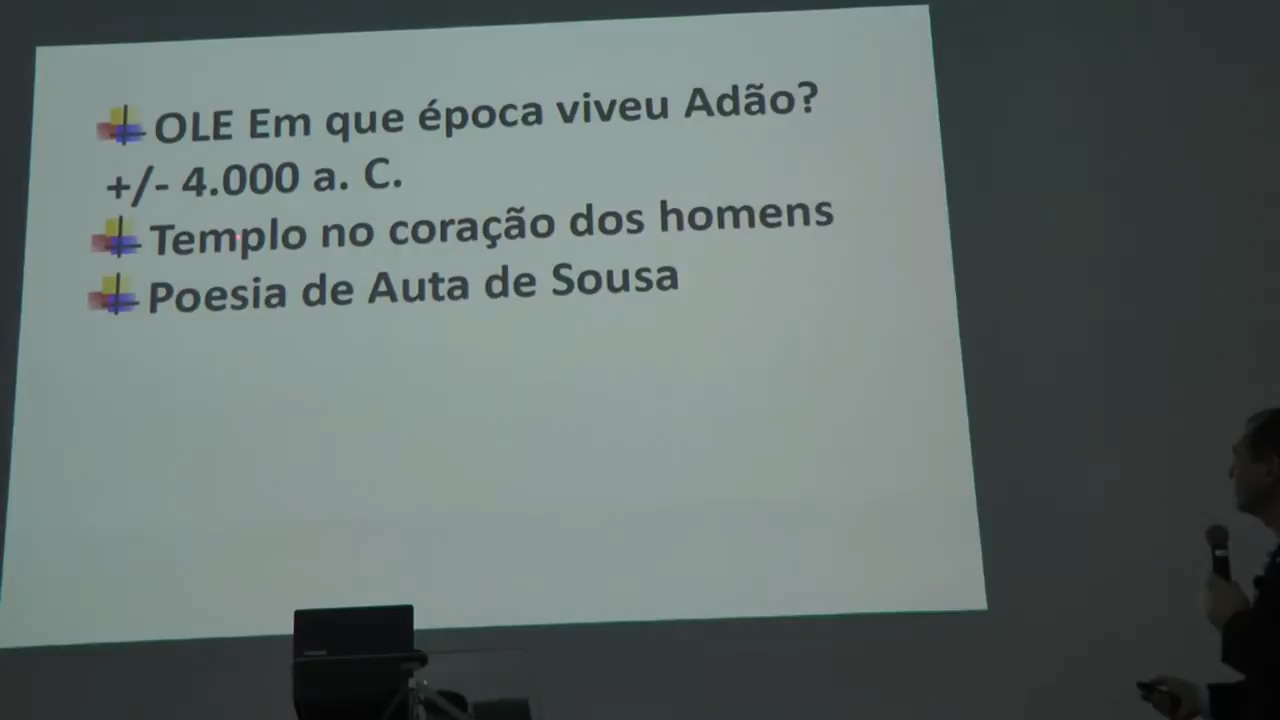 OLE Em que época viveu Adão?
+/- 4.000 a. C.
Templo no coração dos homens
Poesia de Auta de Sousa